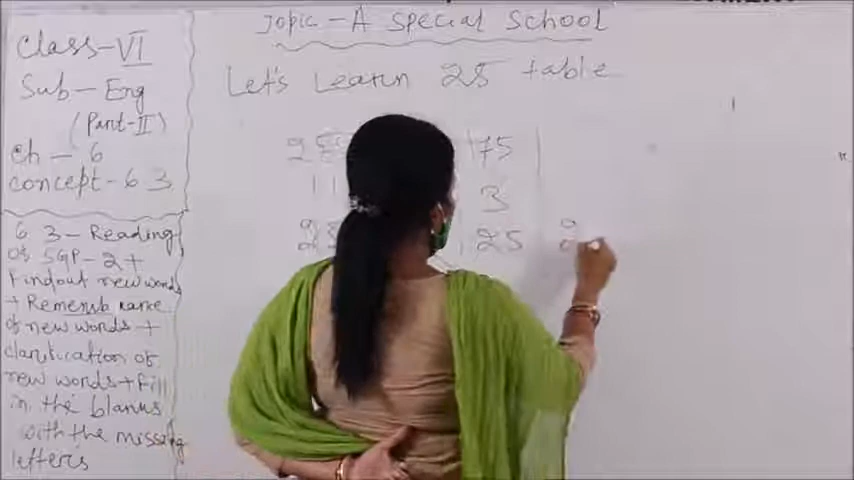 Topic - A Special School
Class - VI
Sub - Eng
(Part-II)
Ch - 6
Concept - 6 3
Let's Learn 25 table
75
3
25
6 3 - Reading
of SGP - 2 +
Findout new words
+ Rememb name
of new words +
clarification of
new words + Fill
in the blanks
with the missing
letters